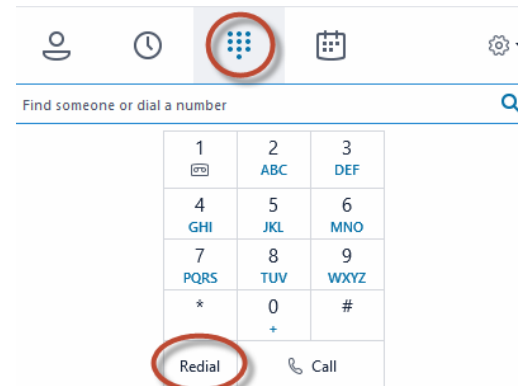 Find someone or dial a number
1 2 3
ABC DEF
4 5 6
GHI JKL MNO
7 8 9
PQRS TUV WXYZ
* 0 #
+
Redial Call